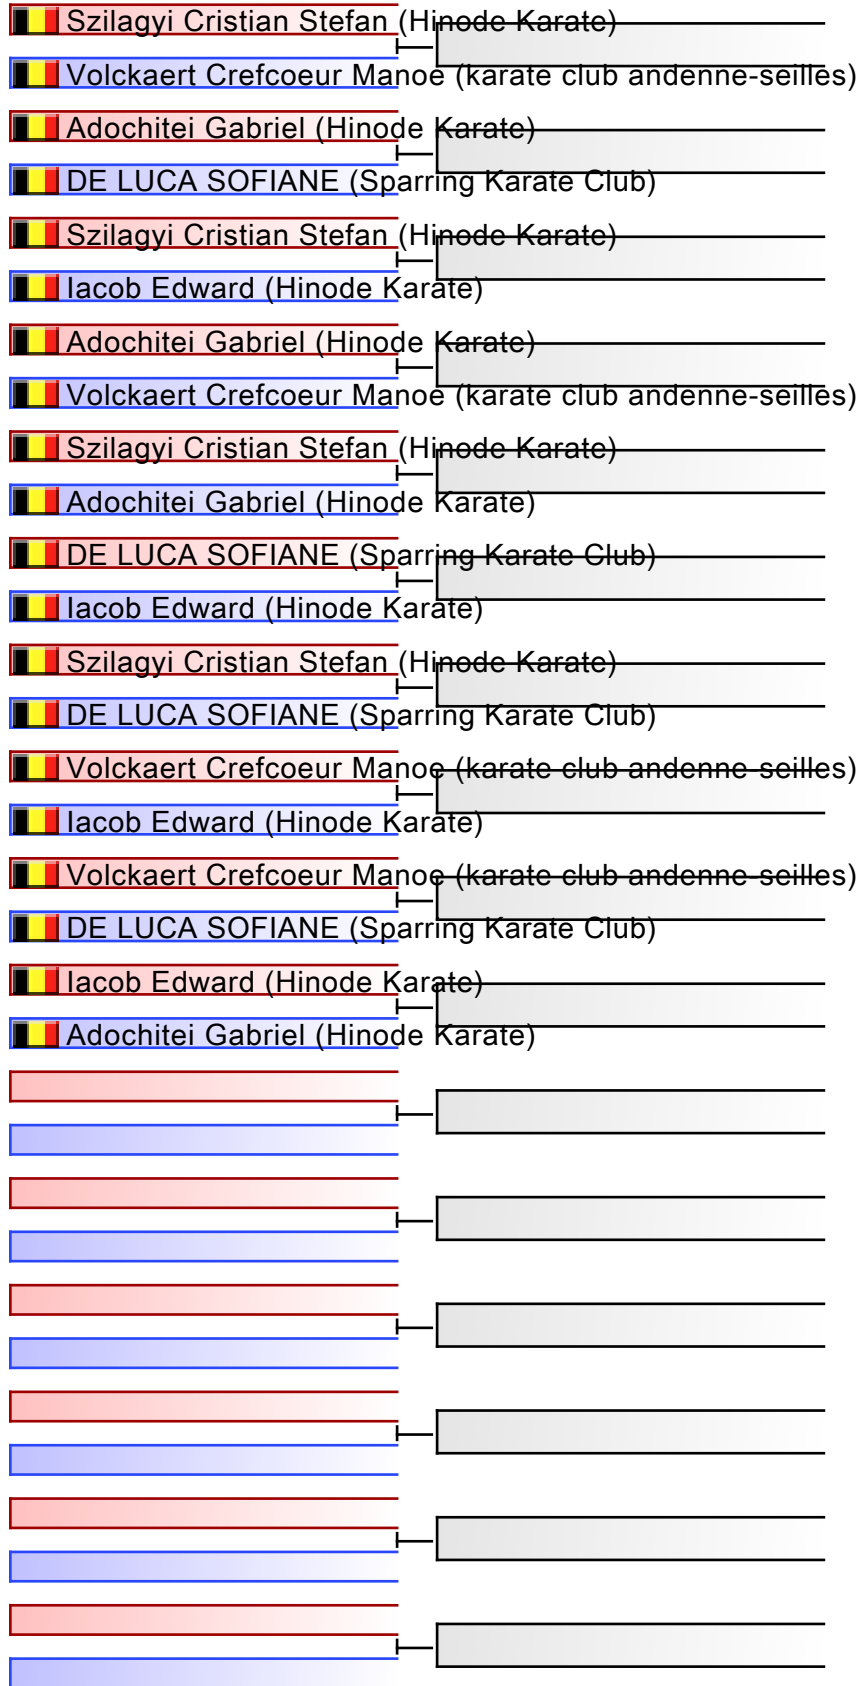 Szilagyi Cristian Stefan (Hinode Karate)
Volckaert Crefcoeur Manoe (karate club andenne-seilles)
Adochitei Gabriel (Hinode Karate)
DE LUCA SOFIANE (Sparring Karate Club)
Szilagyi Cristian Stefan (Hinode Karate)
Iacob Edward (Hinode Karate)
Adochitei Gabriel (Hinode Karate)
Volckaert Crefcoeur Manoe (karate club andenne-seilles)
Szilagyi Cristian Stefan (Hinode Karate)
Adochitei Gabriel (Hinode Karate)
DE LUCA SOFIANE (Sparring Karate Club)
Iacob Edward (Hinode Karate)
Szilagyi Cristian Stefan (Hinode Karate)
DE LUCA SOFIANE (Sparring Karate Club)
Volckaert Crefcoeur Manoe (karate club andenne-seilles)
Iacob Edward (Hinode Karate)
Volckaert Crefcoeur Manoe (karate club andenne-seilles)
DE LUCA SOFIANE (Sparring Karate Club)
Iacob Edward (Hinode Karate)
Adochitei Gabriel (Hinode Karate)